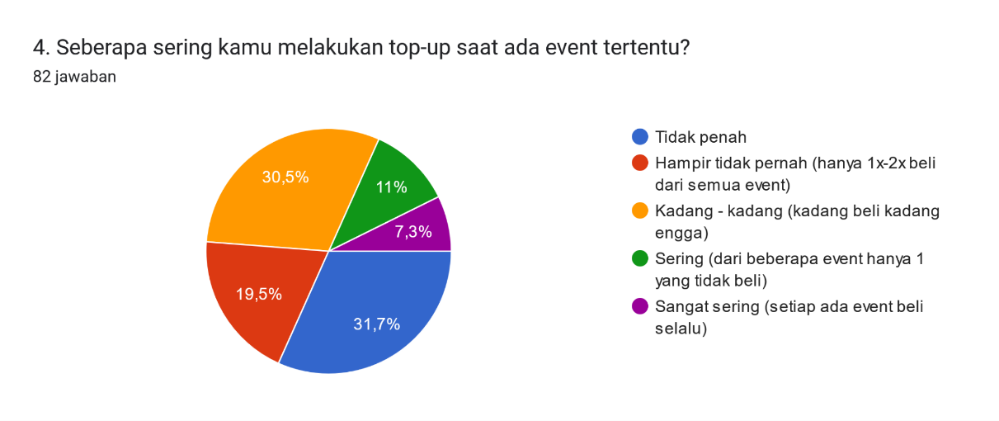 4. Seberapa sering kamu melakukan top-up saat ada event tertentu?
82 jawaban
30,5%
11%
7,3%
19,5%
31,7%
Tidak penah
Hampir tidak pernah (hanya 1x-2x beli
dari semua event)
Kadang - kadang (kadang beli kadang
engga)
Sering (dari beberapa event hanya 1
yang tidak beli)
Sangat sering (setiap ada event beli
selalu)